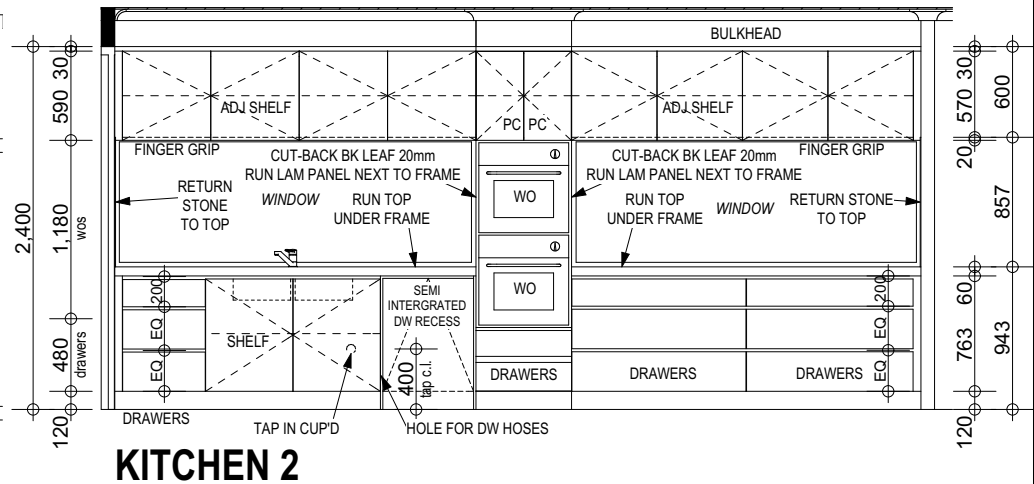 BULKHEAD
ADJ SHELF
PC PC
ADJ SHELF
FINGER GRIP
CUT-BACK BK LEAF 20mm
RUN LAM PANEL NEXT TO FRAME
CUT-BACK BK LEAF 20mm
RUN LAM PANEL NEXT TO FRAME
FINGER GRIP
RETURN
STONE
TO TOP
WINDOW
RUN TOP
UNDER FRAME
WO
RUN TOP
UNDER FRAME
WINDOW
RETURN STONE
TO TOP
WO
SEMI
INTERGRATED
DW RECESS
SHELF
DRAWERS
DRAWERS
DRAWERS
DRAWERS
TAP IN CUP'D
HOLE FOR DW HOSES
2,400
30
590
1,180
wos
480
drawers
120
200
EQ
EQ
400
tap c.l.
200
EQ
EQ
30
570
20
60
763
120
600
857
943
KITCHEN 2